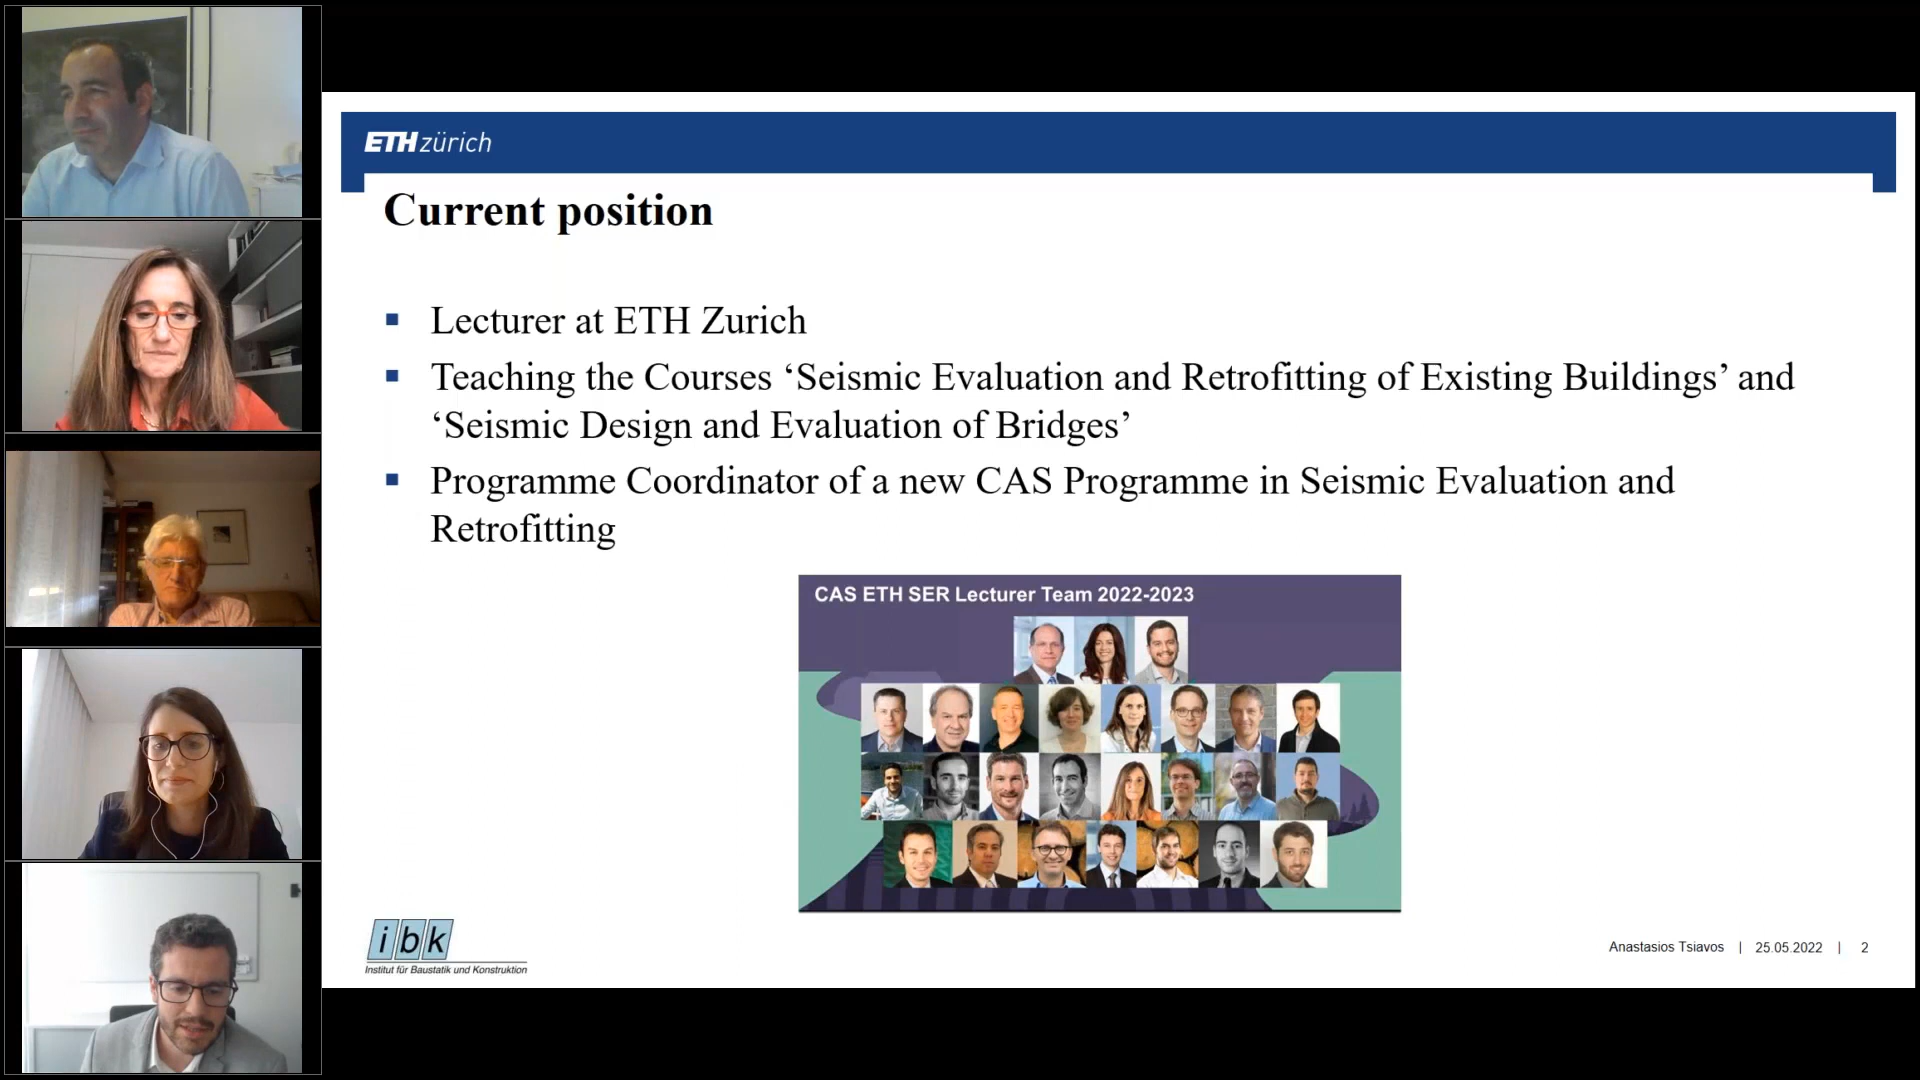 ETH zürich
Current position
Lecturer at ETH Zurich
Teaching the Courses ‘Seismic Evaluation and Retrofitting of Existing Buildings’ and
‘Seismic Design and Evaluation of Bridges’
Programme Coordinator of a new CAS Programme in Seismic Evaluation and
Retrofitting
CAS ETH SER Lecturer Team 2022-2023
ibk
Institut für Baustatik und Konstruktion
Anastasios Tsiavos | 25.05.2022 | 2